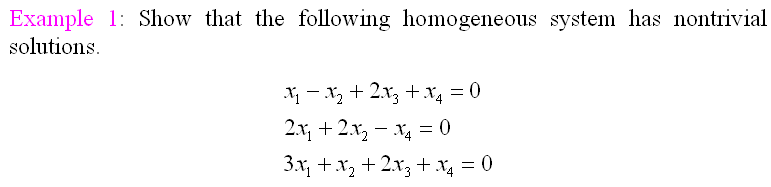 Example 1: Show that the following homogeneous system has nontrivial
solutions.
x₁ − x₂ + 2x₃ + x₄ = 0
2x₁ + 2x₂ − x₄ = 0
3x₁ + x₂ + 2x₃ + x₄ = 0